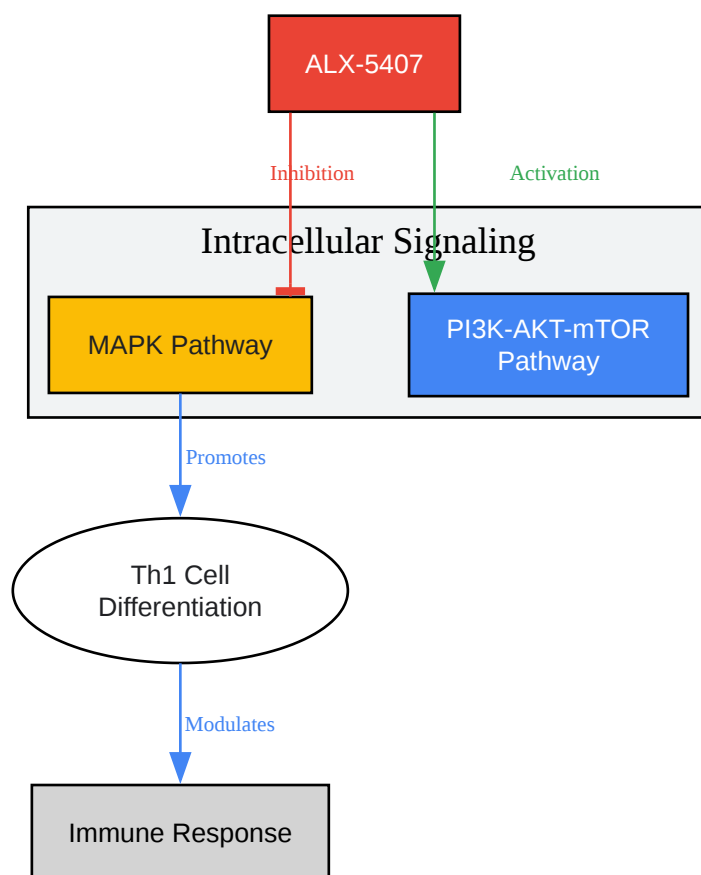 ALX-5407
Inhibition
Activation
Intracellular Signaling
MAPK Pathway
PI3K-AKT-mTOR
Pathway
Promotes
Th1 Cell
Differentiation
Modulates
Immune Response